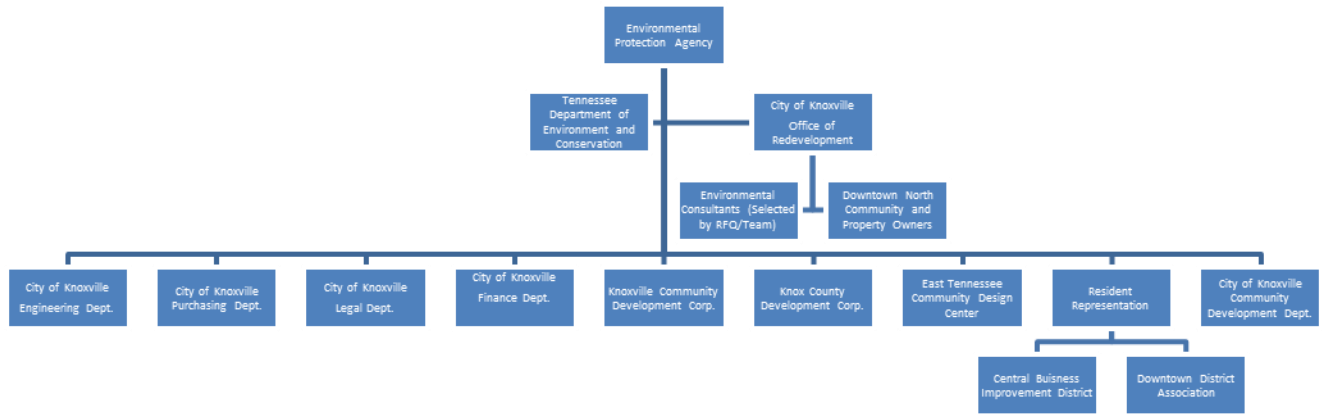 Environmental
Protection Agency
Tennessee
Department of
Environment and
Conservation
City of Knoxville
Office of
Redevelopment
Environmental
Consultants (Selected
by RFQ/Team)
Downtown North
Community and
Property Owners
City of Knoxville
Engineering Dept.
City of Knoxville
Purchasing Dept.
City of Knoxville
Legal Dept.
City of Knoxville
Finance Dept.
Knoxville Community
Development Corp.
Knox County
Development Corp.
East Tennessee
Community Design
Center
Resident
Representation
City of Knoxville
Community
Development Dept.
Central Buisness
Improvement District
Downtown District
Association